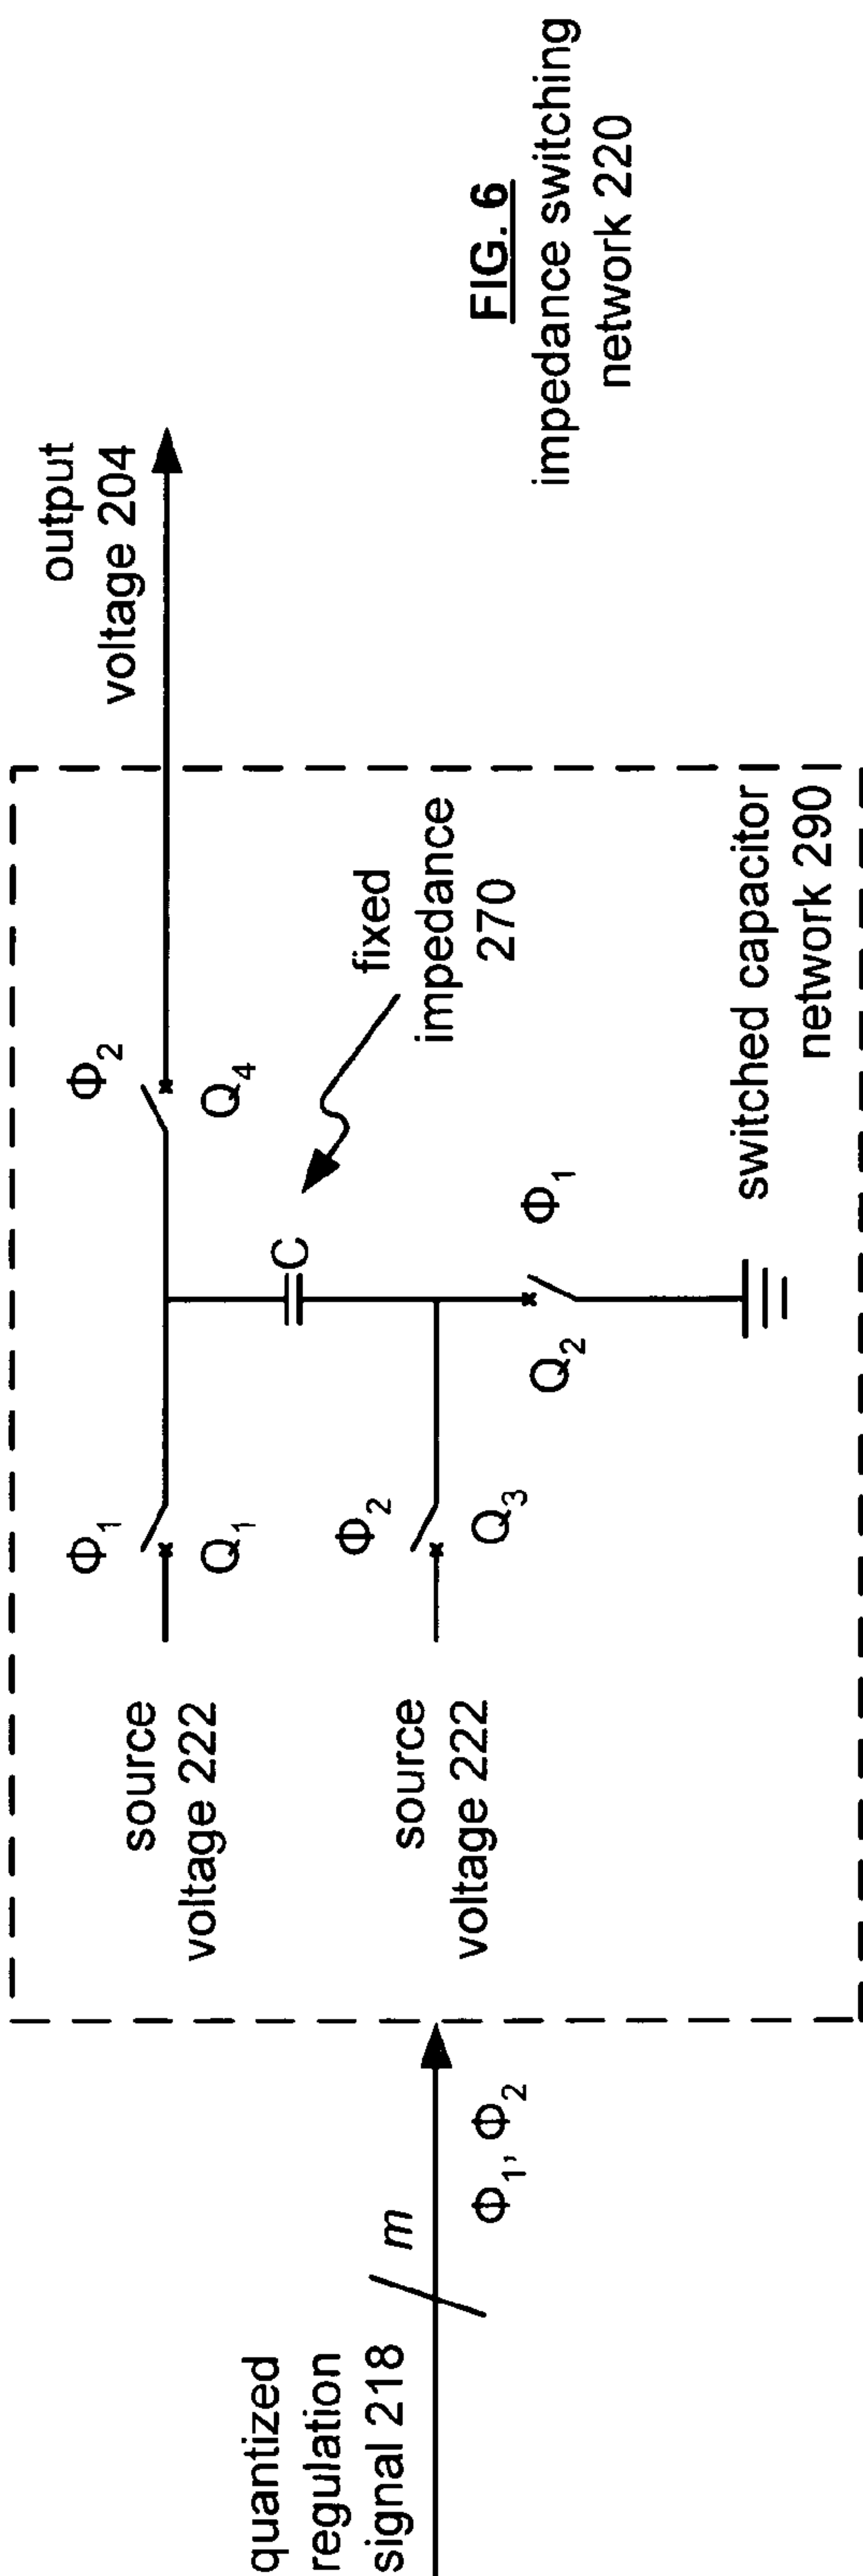 quantized
regulation
signal 218
m
Φ1, Φ2
source
voltage 222
Φ1
Q1
source
voltage 222
Φ2
Q3
C
Q2
Φ1
Φ2
Q4
fixed
impedance
270
switched capacitor
network 290
output
voltage 204
FIG. 6
impedance switching
network 220